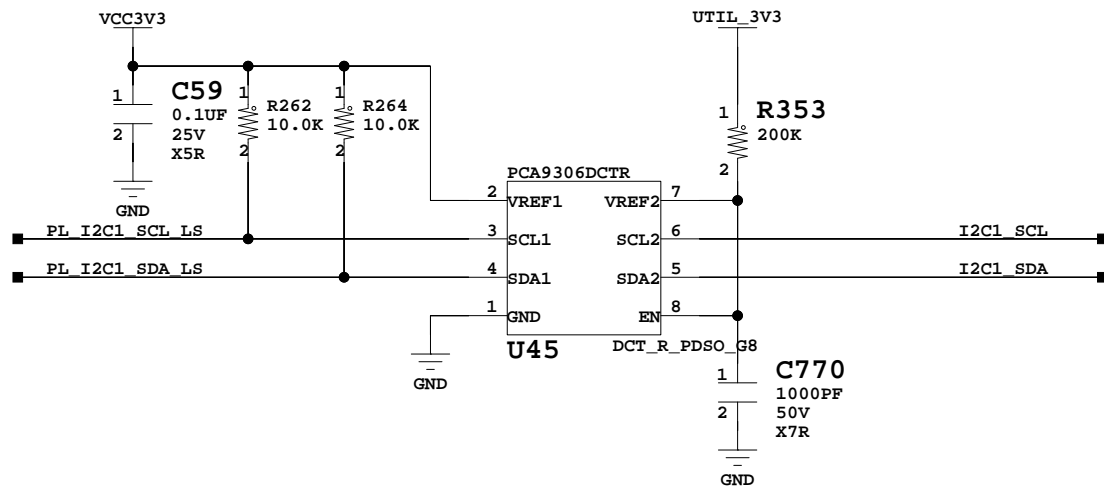 VCC3V3
UTIL_3V3
1
C59
0.1UF
2
25V
X5R
GND
1
R262
10.0K
2
1
R264
10.0K
2
1
R353
200K
2
PCA9306DCTR
2
VREF1
VREF2
7
PL_I2C1_SCL_LS
3
SCL1
SCL2
6
I2C1_SCL
PL_I2C1_SDA_LS
4
SDA1
SDA2
5
I2C1_SDA
1
GND
EN
8
GND
U45
DCT_R_PDSO_G8
1
C770
1000PF
2
50V
X7R
GND